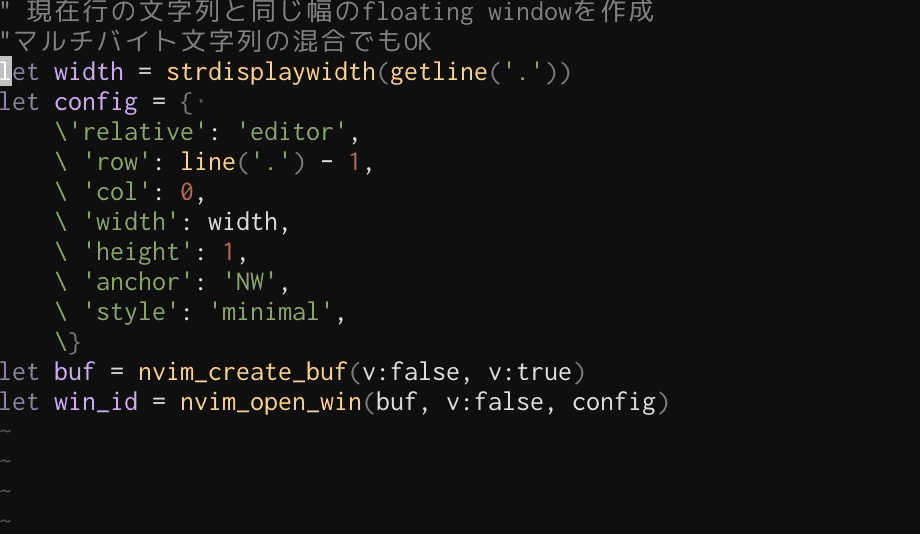 " 現在行の文字列と同じ幅のfloating windowを作成
"マルチバイト文字列の混合でもOK
let width = strdisplaywidth(getline('.'))
let config = {·
    \'relative': 'editor',
    \ 'row': line('.') - 1,
    \ 'col': 0,
    \ 'width': width,
    \ 'height': 1,
    \ 'anchor': 'NW',
    \ 'style': 'minimal',
    \}
let buf = nvim_create_buf(v:false, v:true)
let win_id = nvim_open_win(buf, v:false, config)
~
~
~
~